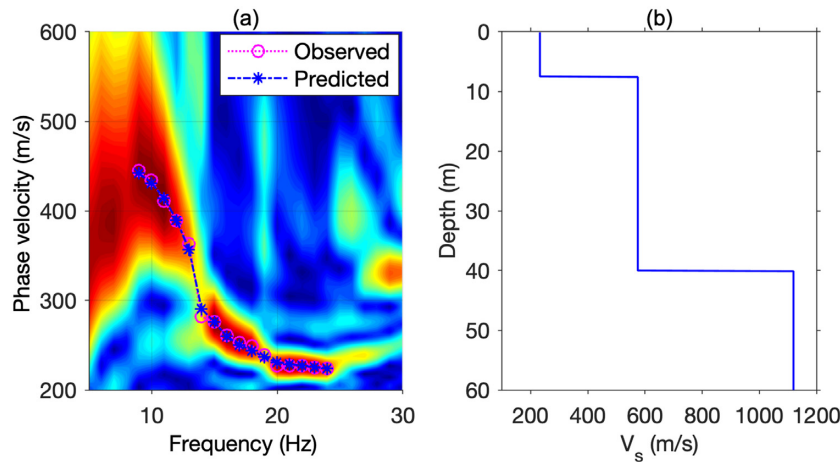 (a)
Observed
Predicted
600
500
400
300
200
Phase velocity (m/s)
10
20
30
Frequency (Hz)
(b)
0
10
20
30
40
50
60
Depth (m)
200
400
600
800
1000
1200
V_s (m/s)